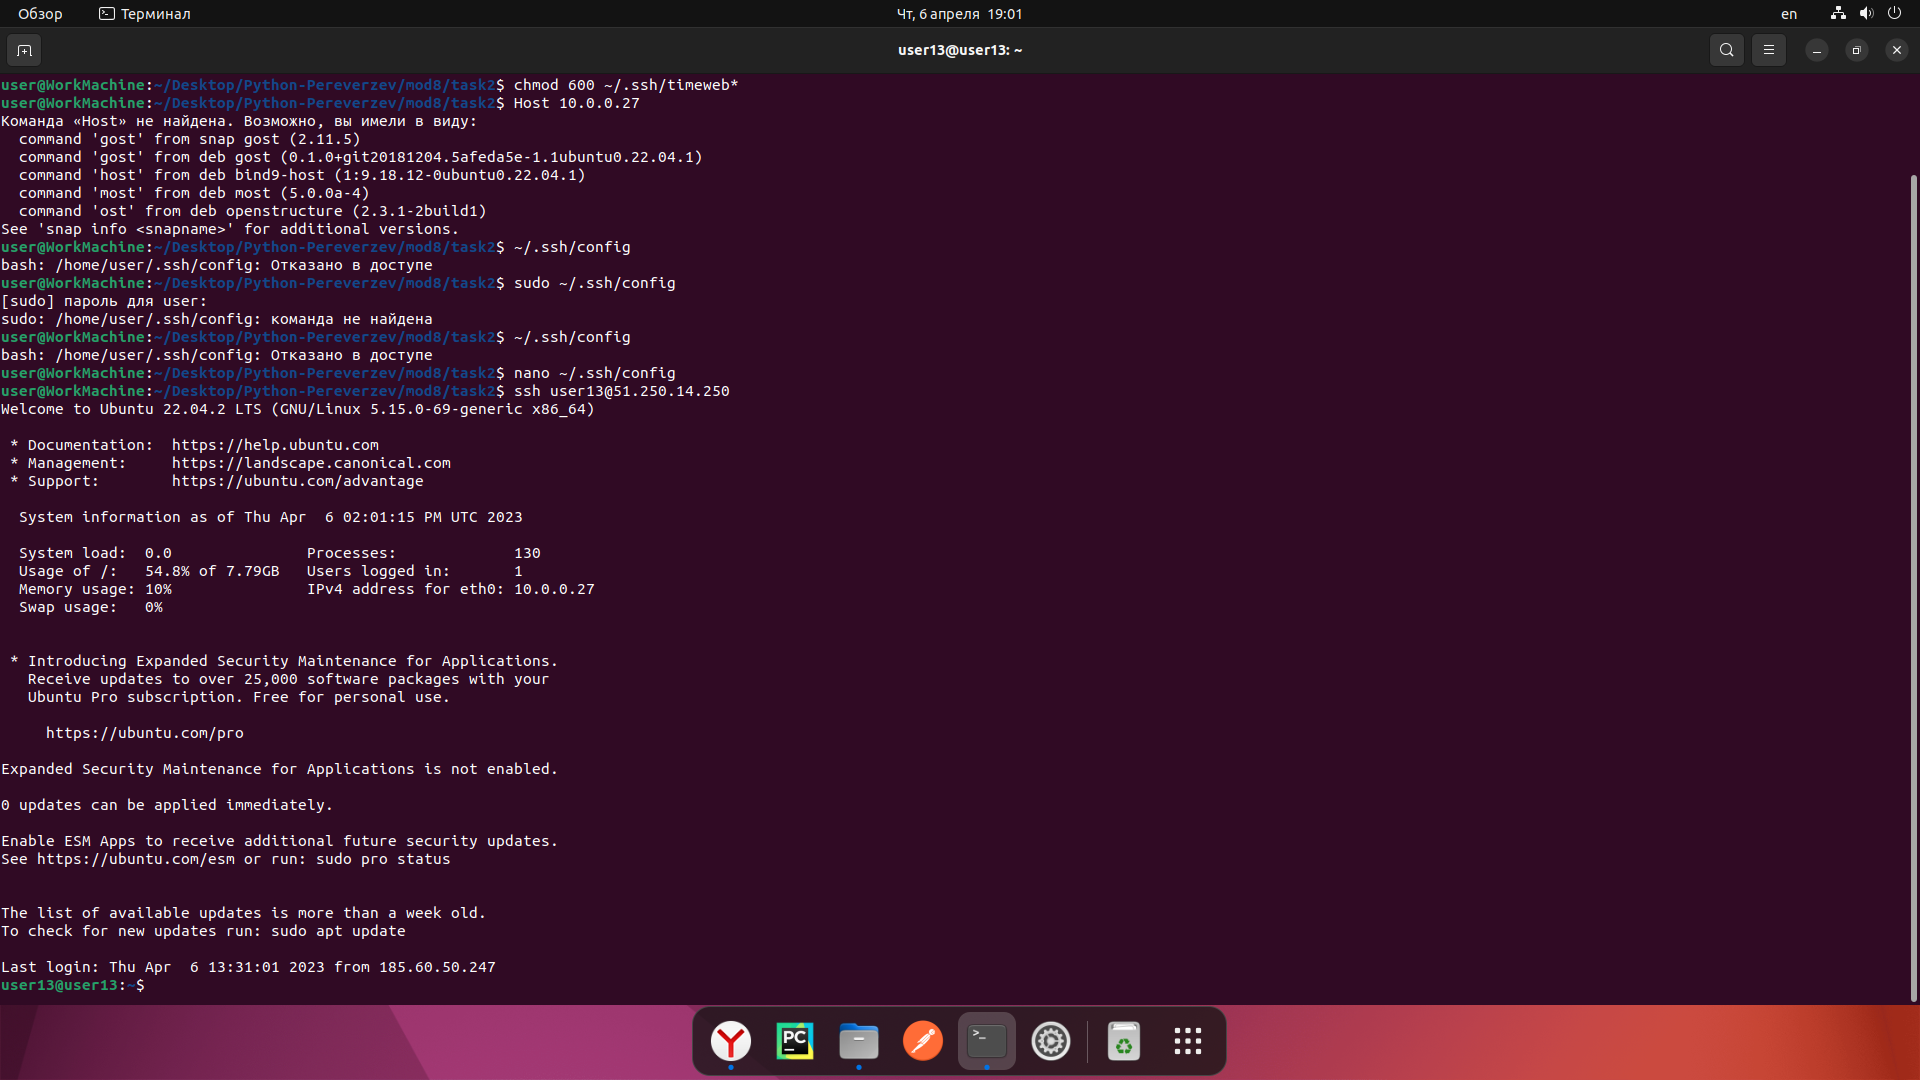 Обзор
Терминал
Чт, 6 апреля 19:01
en
user13@user13: ~
user@WorkMachine:~/Desktop/Python-Pereverzev/mod8/task2$ chmod 600 ~/.ssh/timeweb*
user@WorkMachine:~/Desktop/Python-Pereverzev/mod8/task2$ Host 10.0.0.27
Команда «Host» не найдена. Возможно, вы имели в виду:
  command 'gost' from snap gost (2.11.5)
  command 'gost' from deb gost (0.1.0+git20181204.5afeda5e-1.1ubuntu0.22.04.1)
  command 'host' from deb bind9-host (1:9.18.12-0ubuntu0.22.04.1)
  command 'most' from deb most (5.0.0a-4)
  command 'ost' from deb openstructure (2.3.1-2build1)
See 'snap info <snapname>' for additional versions.
user@WorkMachine:~/Desktop/Python-Pereverzev/mod8/task2$ ~/.ssh/config
bash: /home/user/.ssh/config: Отказано в доступе
user@WorkMachine:~/Desktop/Python-Pereverzev/mod8/task2$ sudo ~/.ssh/config
[sudo] пароль для user:
sudo: /home/user/.ssh/config: команда не найдена
user@WorkMachine:~/Desktop/Python-Pereverzev/mod8/task2$ ~/.ssh/config
bash: /home/user/.ssh/config: Отказано в доступе
user@WorkMachine:~/Desktop/Python-Pereverzev/mod8/task2$ nano ~/.ssh/config
user@WorkMachine:~/Desktop/Python-Pereverzev/mod8/task2$ ssh user13@51.250.14.250
Welcome to Ubuntu 22.04.2 LTS (GNU/Linux 5.15.0-69-generic x86_64)
 * Documentation:  https://help.ubuntu.com
 * Management:     https://landscape.canonical.com
 * Support:        https://ubuntu.com/advantage
  System information as of Thu Apr  6 02:01:15 PM UTC 2023
  System load:  0.0               Processes:             130
  Usage of /:   54.8% of 7.79GB   Users logged in:       1
  Memory usage: 10%               IPv4 address for eth0: 10.0.0.27
  Swap usage:   0%
 * Introducing Expanded Security Maintenance for Applications.
   Receive updates to over 25,000 software packages with your
   Ubuntu Pro subscription. Free for personal use.
     https://ubuntu.com/pro
Expanded Security Maintenance for Applications is not enabled.
0 updates can be applied immediately.
Enable ESM Apps to receive additional future security updates.
See https://ubuntu.com/esm or run: sudo pro status
The list of available updates is more than a week old.
To check for new updates run: sudo apt update
Last login: Thu Apr  6 13:31:01 2023 from 185.60.50.247
user13@user13:~$
PC